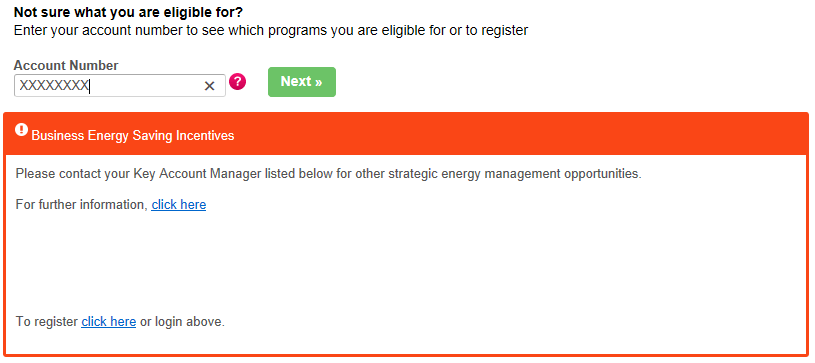 Not sure what you are eligible for?
Enter your account number to see which programs you are eligible for or to register
Account Number
XXXXXXXX
?
Next »
Business Energy Saving Incentives
Please contact your Key Account Manager listed below for other strategic energy management opportunities.
For further information, click here
To register click here or login above.